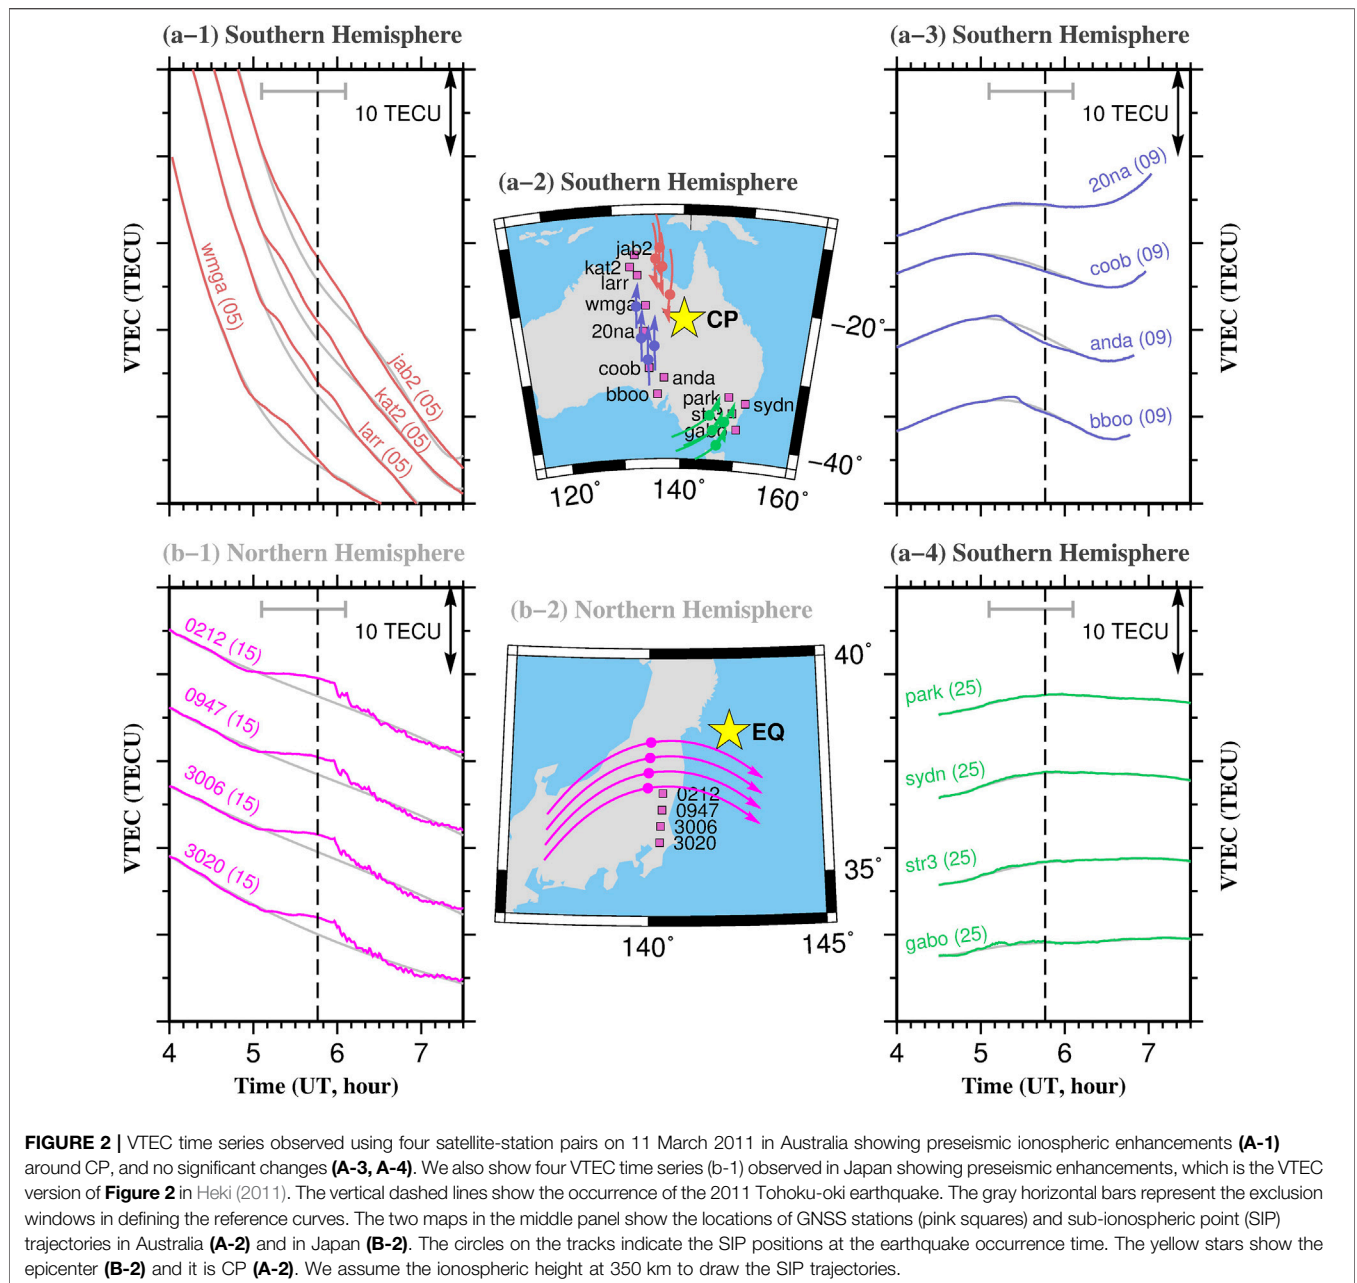 (a−1) Southern Hemisphere
10 TECU
VTEC (TECU)
wmga (05)
jab2 (05)
kat2 (05)
larr (05)
(a−2) Southern Hemisphere
jab2
kat2
larr
wmga
CP
20na
coob
anda
bboo
park
sydn
str3
gabo
−20˚
−40˚
120˚
140˚
160˚
(a−3) Southern Hemisphere
10 TECU
20na (09)
coob (09)
anda (09)
bboo (09)
VTEC (TECU)
(b−1) Northern Hemisphere
10 TECU
0212 (15)
0947 (15)
3006 (15)
3020 (15)
VTEC (TECU)
4 5 6 7
Time (UT, hour)
(b−2) Northern Hemisphere
40˚
EQ
0212
0947
3006
3020
35˚
140˚
145˚
(a−4) Southern Hemisphere
10 TECU
park (25)
sydn (25)
str3 (25)
gabo (25)
VTEC (TECU)
4 5 6 7
Time (UT, hour)
FIGURE 2 | VTEC time series observed using four satellite-station pairs on 11 March 2011 in Australia showing preseismic ionospheric enhancements (A-1)
around CP, and no significant changes (A-3, A-4). We also show four VTEC time series (b-1) observed in Japan showing preseismic enhancements, which is the VTEC
version of Figure 2 in Heki (2011). The vertical dashed lines show the occurrence of the 2011 Tohoku-oki earthquake. The gray horizontal bars represent the exclusion
windows in defining the reference curves. The two maps in the middle panel show the locations of GNSS stations (pink squares) and sub-ionospheric point (SIP)
trajectories in Australia (A-2) and in Japan (B-2). The circles on the tracks indicate the SIP positions at the earthquake occurrence time. The yellow stars show the
epicenter (B-2) and it is CP (A-2). We assume the ionospheric height at 350 km to draw the SIP trajectories.